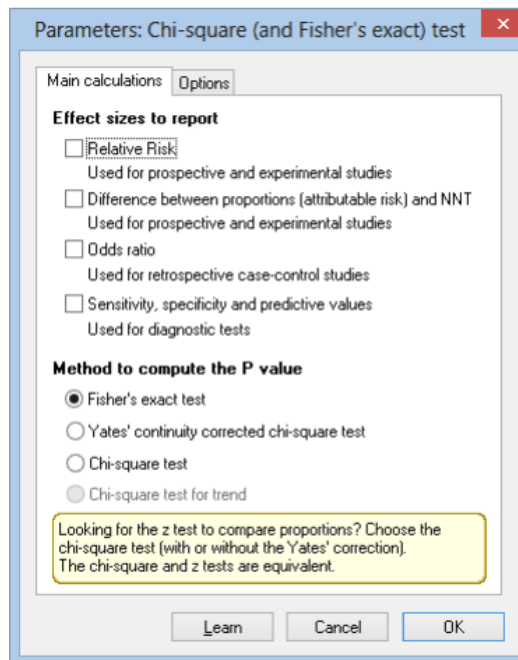 Parameters: Chi-square (and Fisher's exact) test
Main calculations
Options
Effect sizes to report
Relative Risk
Used for prospective and experimental studies
Difference between proportions (attributable risk) and NNT
Used for prospective and experimental studies
Odds ratio
Used for retrospective case-control studies
Sensitivity, specificity and predictive values
Used for diagnostic tests
Method to compute the P value
Fisher's exact test
Yates' continuity corrected chi-square test
Chi-square test
Chi-square test for trend
Looking for the z test to compare proportions? Choose the
chi-square test (with or without the Yates' correction).
The chi-square and z tests are equivalent.
Learn
Cancel
OK